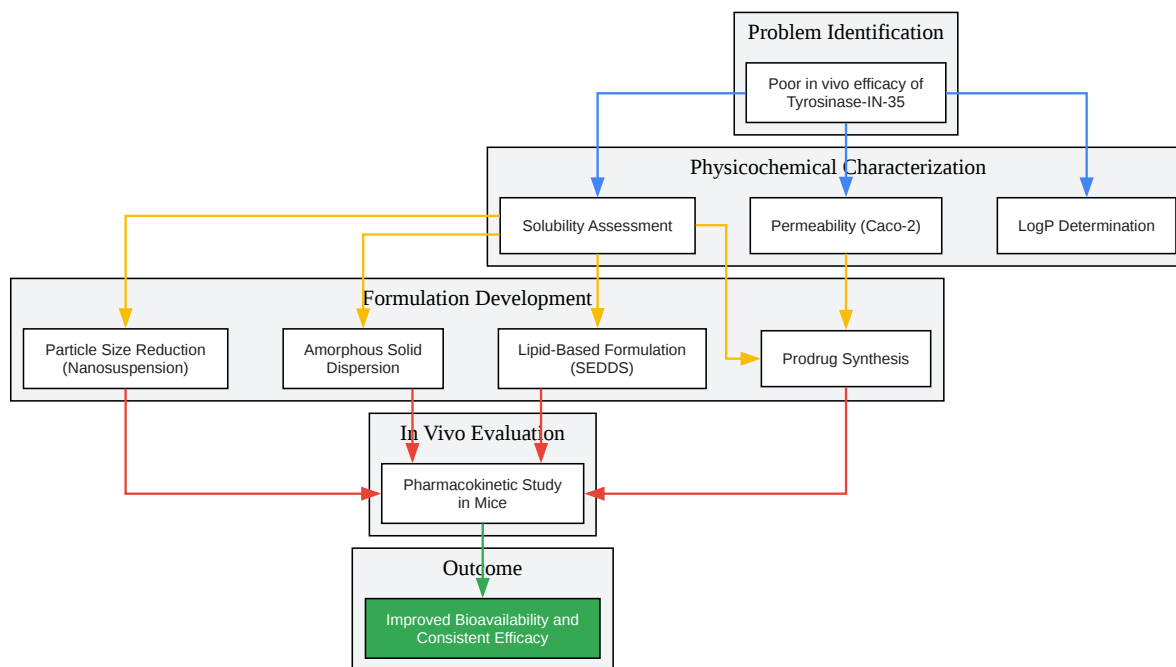 Problem Identification
Poor in vivo efficacy of
Tyrosinase-IN-35
Physicochemical Characterization
Solubility Assessment
Permeability (Caco-2)
LogP Determination
Formulation Development
Particle Size Reduction
(Nanosuspension)
Amorphous Solid
Dispersion
Lipid-Based Formulation
(SEDDS)
Prodrug Synthesis
In Vivo Evaluation
Pharmacokinetic Study
in Mice
Outcome
Improved Bioavailability and
Consistent Efficacy